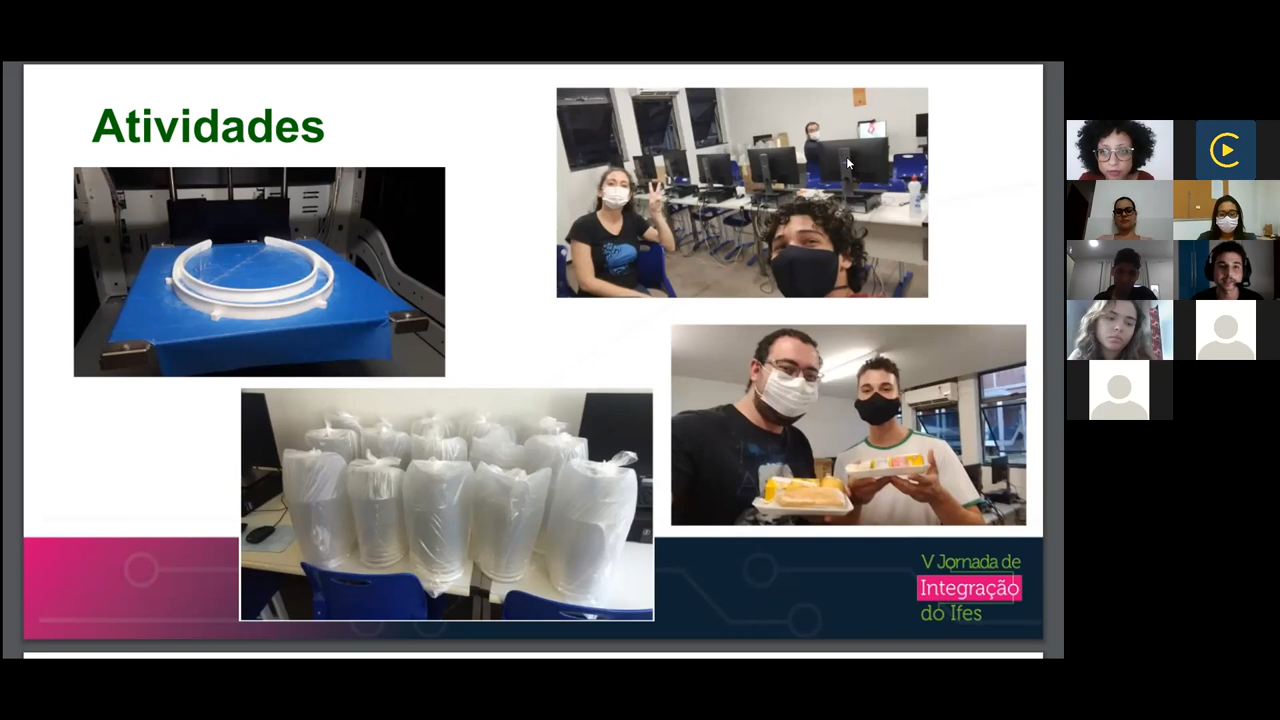 Atividades
V Jornada de
Integração
do Ifes